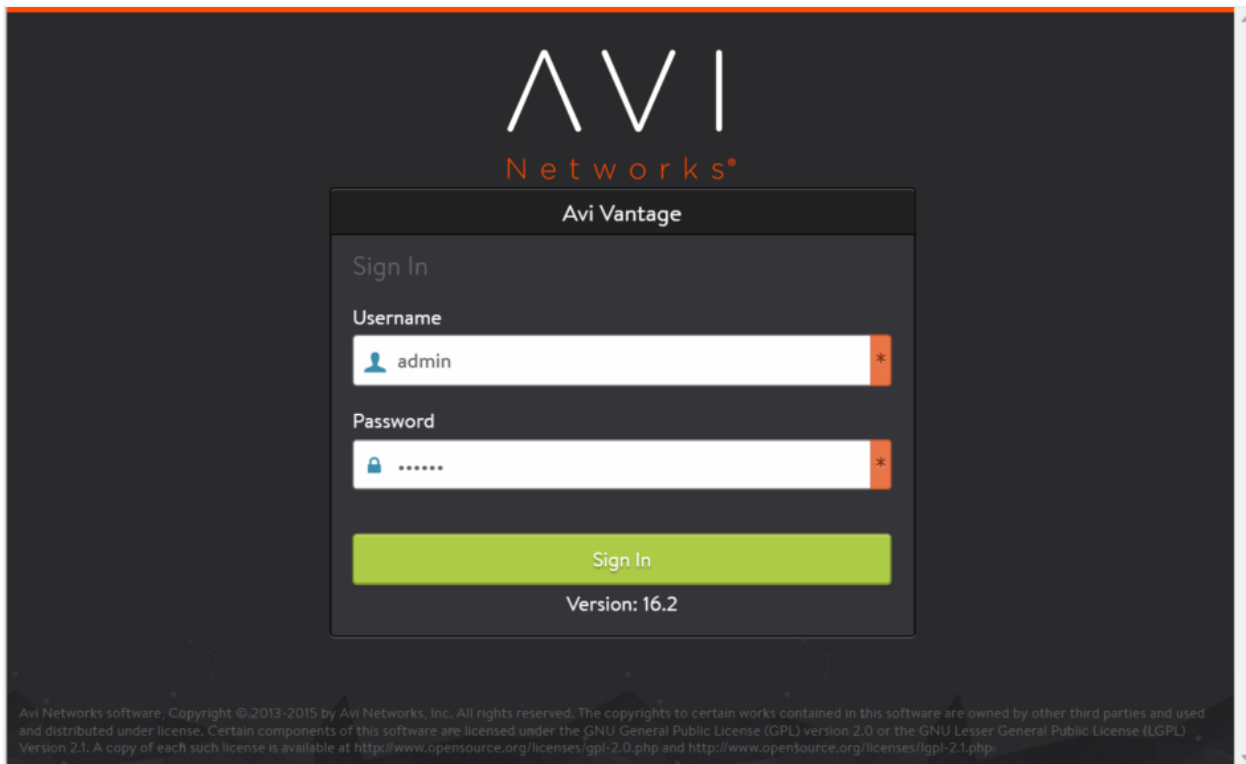 AVI
Networks®
Avi Vantage
Sign In
Username
admin
*
Password
••••••
*
Sign In
Version: 16.2
Avi Networks software, Copyright © 2013-2015 by Avi Networks, Inc. All rights reserved. The copyrights to certain works contained in this software are owned by other third parties and used
and distributed under license. Certain components of this software are licensed under the GNU General Public License (GPL) version 2.0 or the GNU Lesser General Public License (LGPL)
Version 2.1. A copy of each such license is available at http://www.opensource.org/licenses/gpl-2.0.php and http://www.opensource.org/licenses/lgpl-2.1.php